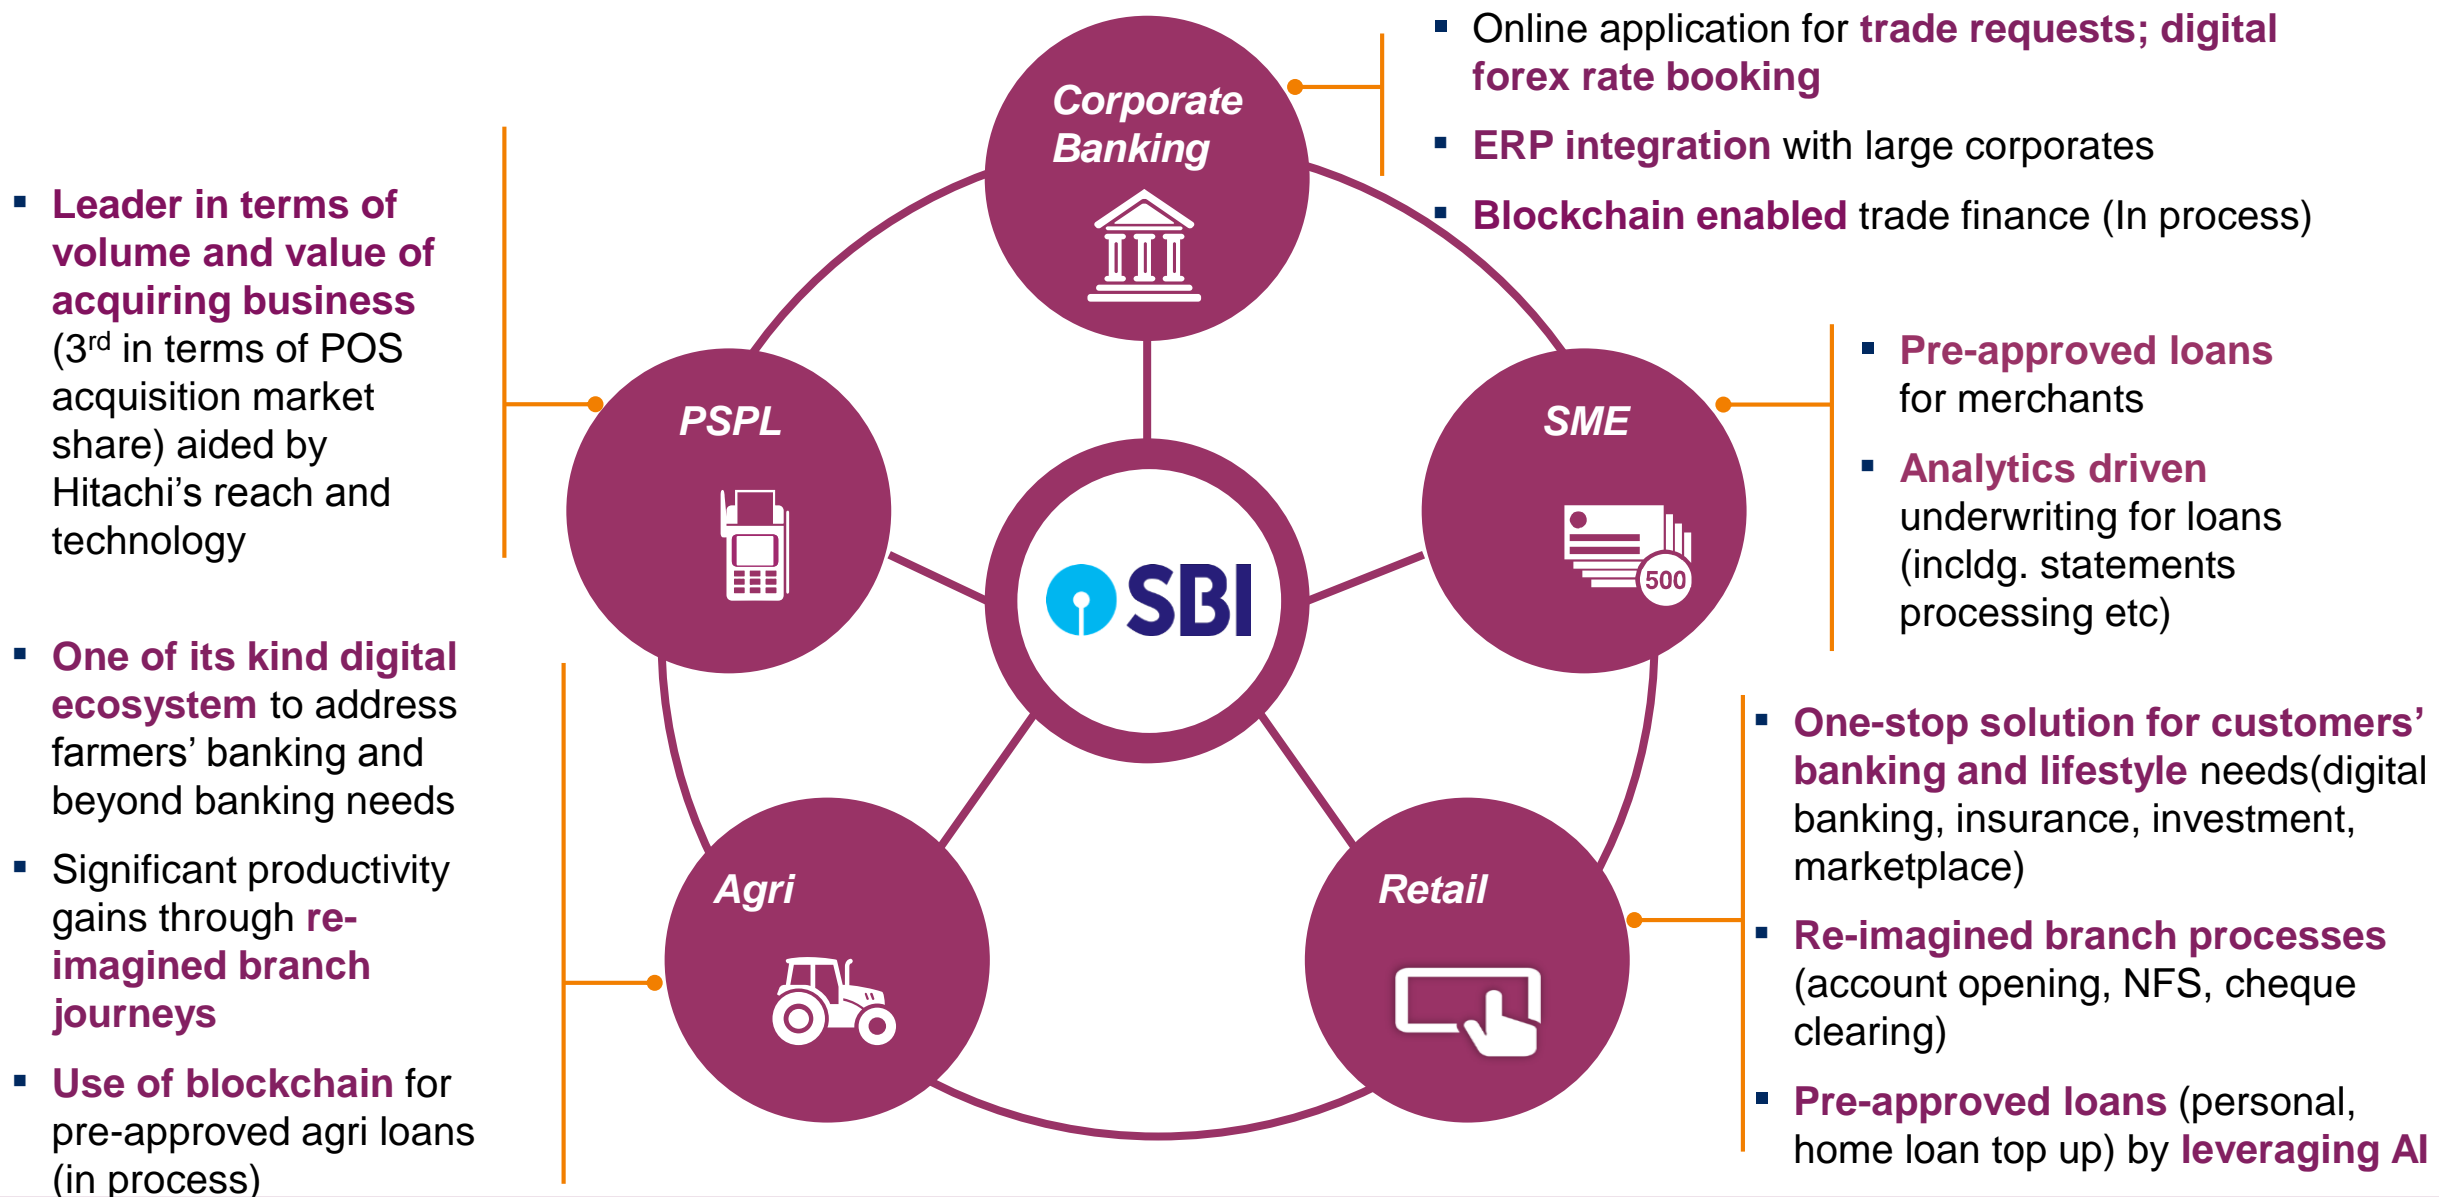 Online application for trade requests; digital
forex rate booking
ERP integration with large corporates
Blockchain enabled trade finance (In process)
Corporate
Banking
Leader in terms of
volume and value of
acquiring business
(3rd in terms of POS
acquisition market
share) aided by
Hitachi’s reach and
technology
PSPL
SME
500
Pre-approved loans
for merchants
Analytics driven
underwriting for loans
(incldg. statements
processing etc)
SBI
One of its kind digital
ecosystem to address
farmers’ banking and
beyond banking needs
Significant productivity
gains through re-
imagined branch
journeys
Use of blockchain for
pre-approved agri loans
(in process)
Agri
Retail
One-stop solution for customers’
banking and lifestyle needs(digital
banking, insurance, investment,
marketplace)
Re-imagined branch processes
(account opening, NFS, cheque
clearing)
Pre-approved loans (personal,
home loan top up) by leveraging AI